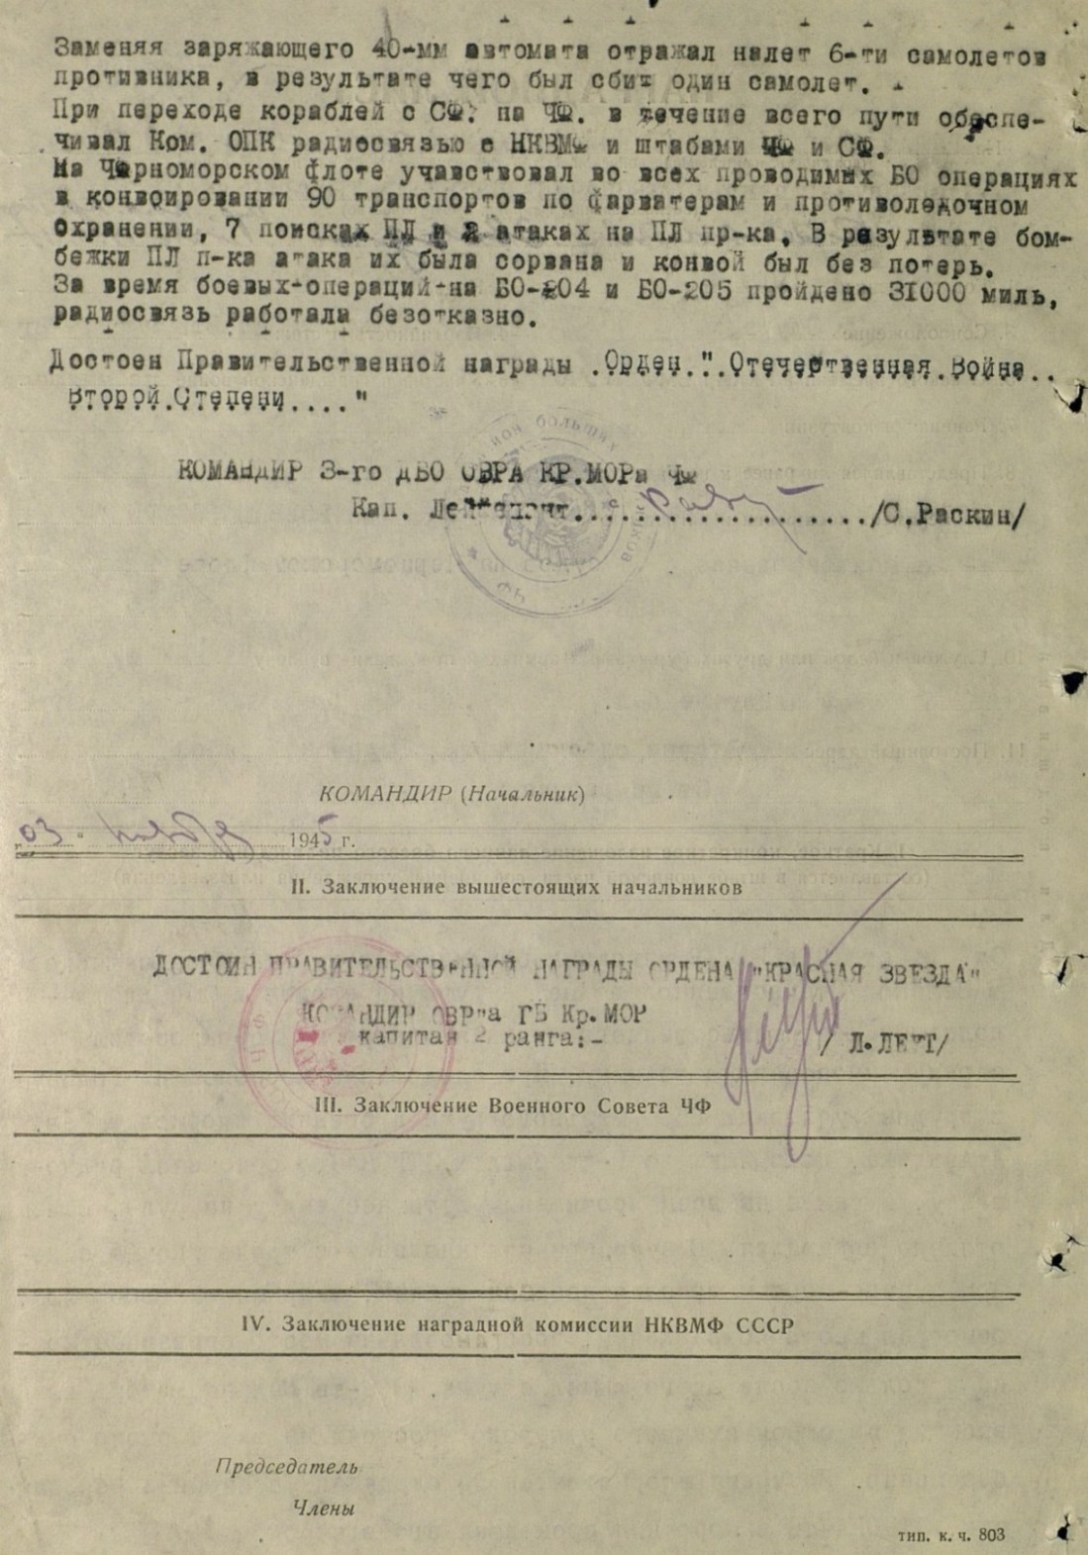 Заменяя заряжающего 40-мм автомата отражал налет 6-ти самолетов
противника, в результате чего был сбит один самолет.
При переходе кораблей с СФ. на ЧФ. в течение всего пути обеспе-
чивал Ком. ОПК радиосвязью с НКВМФ и штабами ЧФ и СФ.
На Черноморском флоте учавствовал во всех проводимых БО операциях
в конвоировании 90 транспортов по фарватерам и противолодочном
охранении, 7 поисках ПЛ и 2 атаках на ПЛ пр-ка. В результате бом-
бежки ПЛ п-ка атака их была сорвана и конвой был без потерь.
За время боевых-операций-на БО-204 и БО-205 пройдено 31000 миль,
радиосвязь работала безотказно.
Достоен Правительственной награды .Орден.".Отечественная.Война..
Второй.Степени...."
КОМАНДИР 3-го ДБО ОВРА КР.МОРа ЧФ
Кап. Лейтенант...................../С.Раскин/
КОМАНДИР (Начальник)
„03 " ноября 1945 г.
II. Заключение вышестоящих начальников
ДОСТОИН ПРАВИТЕЛЬСТВЕННОЙ НАГРАДЫ ОРДЕНА "КРАСНАЯ ЗВЕЗДА"
КОМАНДИР ОВР"а ГБ Кр.МОР
капитан 2 ранга:-
III. Заключение Военного Совета ЧФ
IV. Заключение наградной комиссии НКВМФ СССР
Председатель
Члены
тип. к. ч. 803